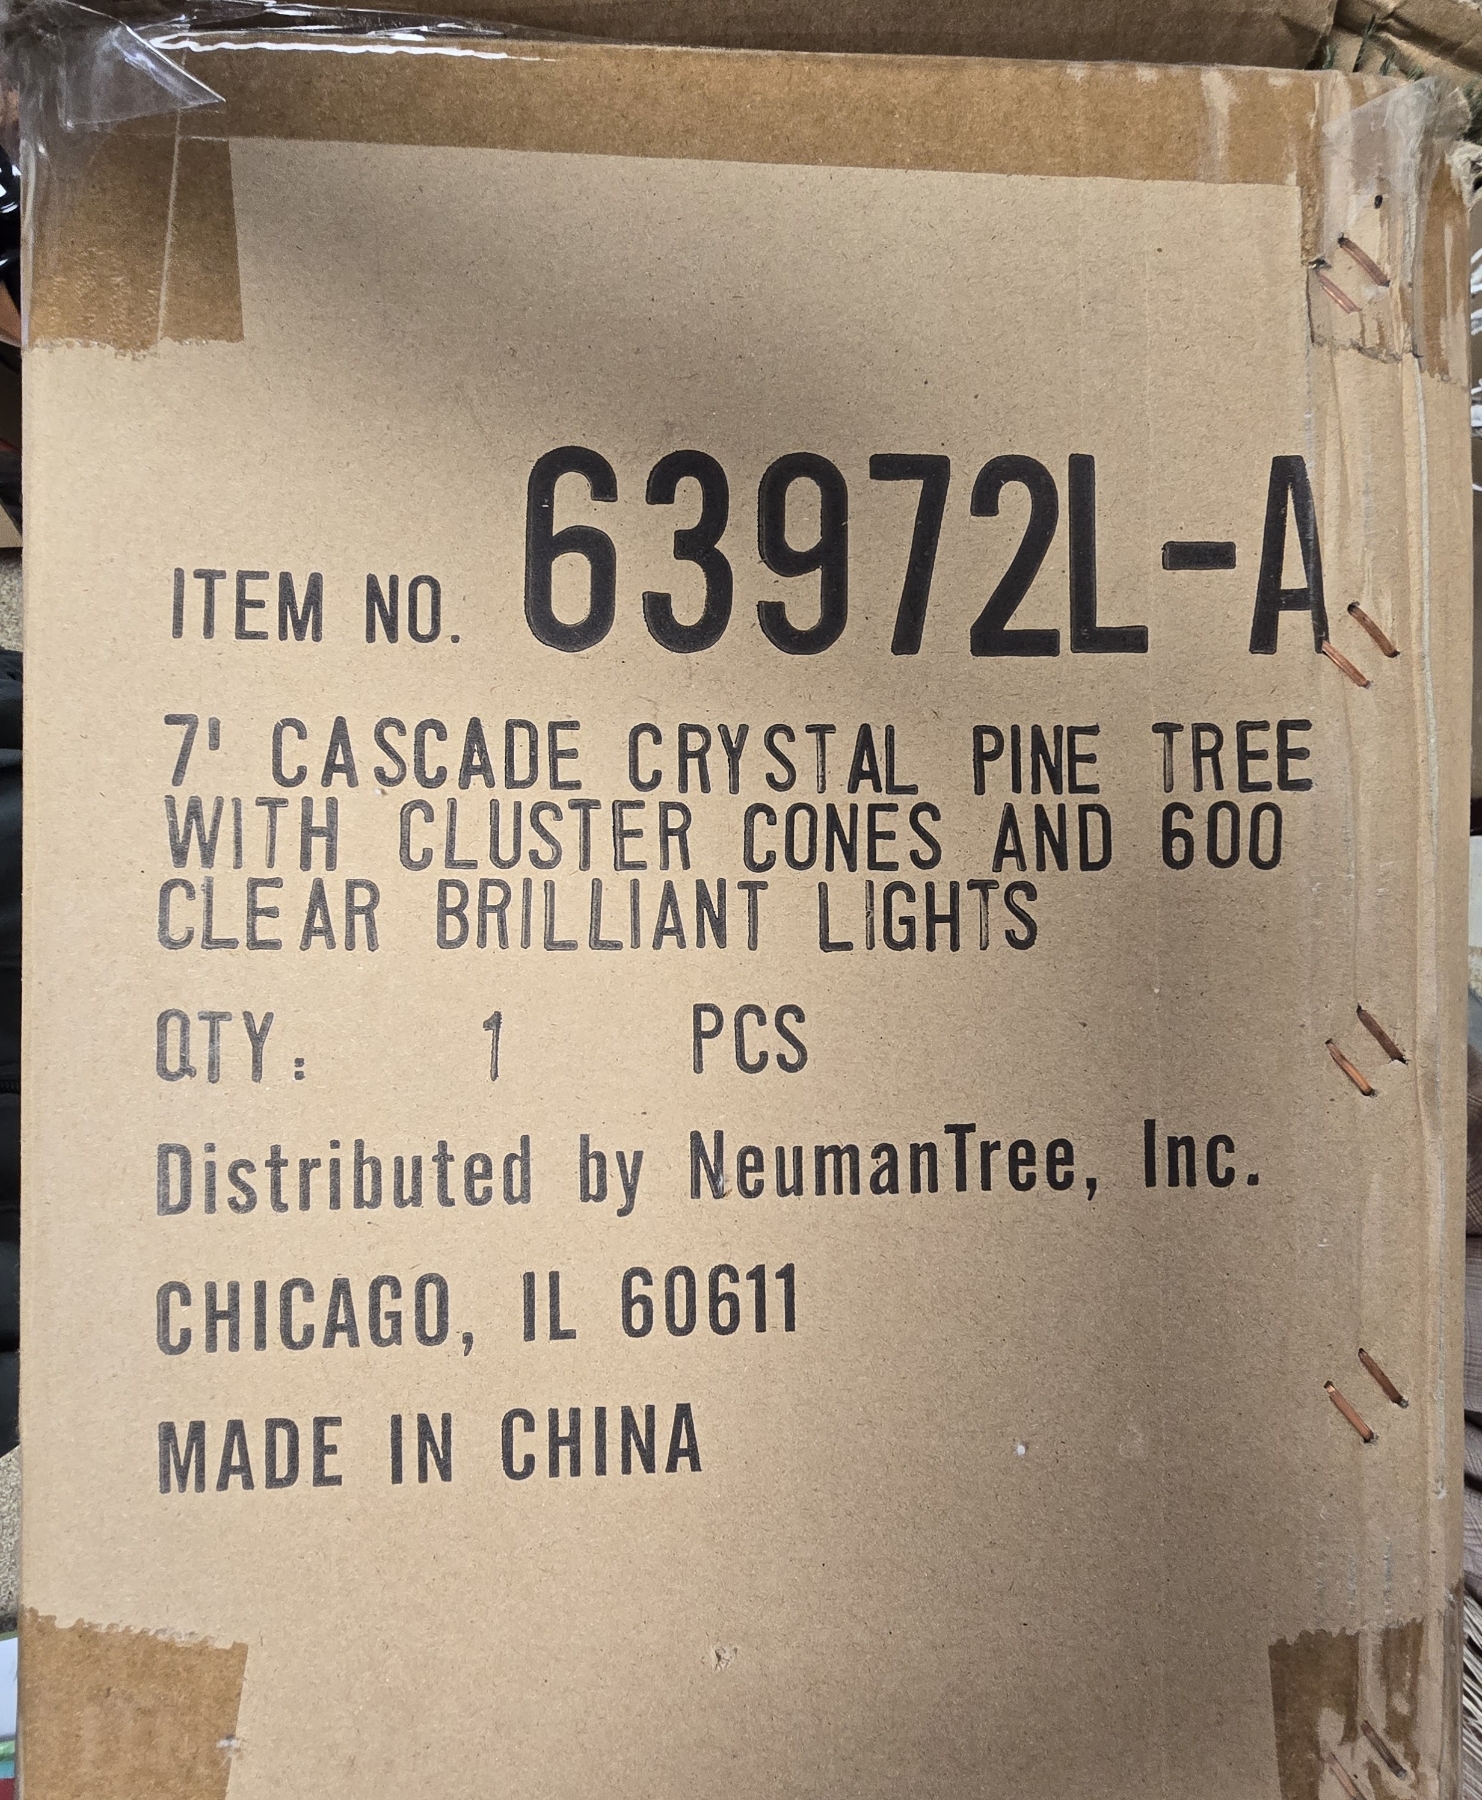 ITEM NO. 63972L-A
7' CASCADE CRYSTAL PINE TREE
WITH CLUSTER CONES AND 600
CLEAR BRILLIANT LIGHTS
QTY: 1 PCS
Distributed by NeumanTree, Inc.
CHICAGO, IL 60611
MADE IN CHINA